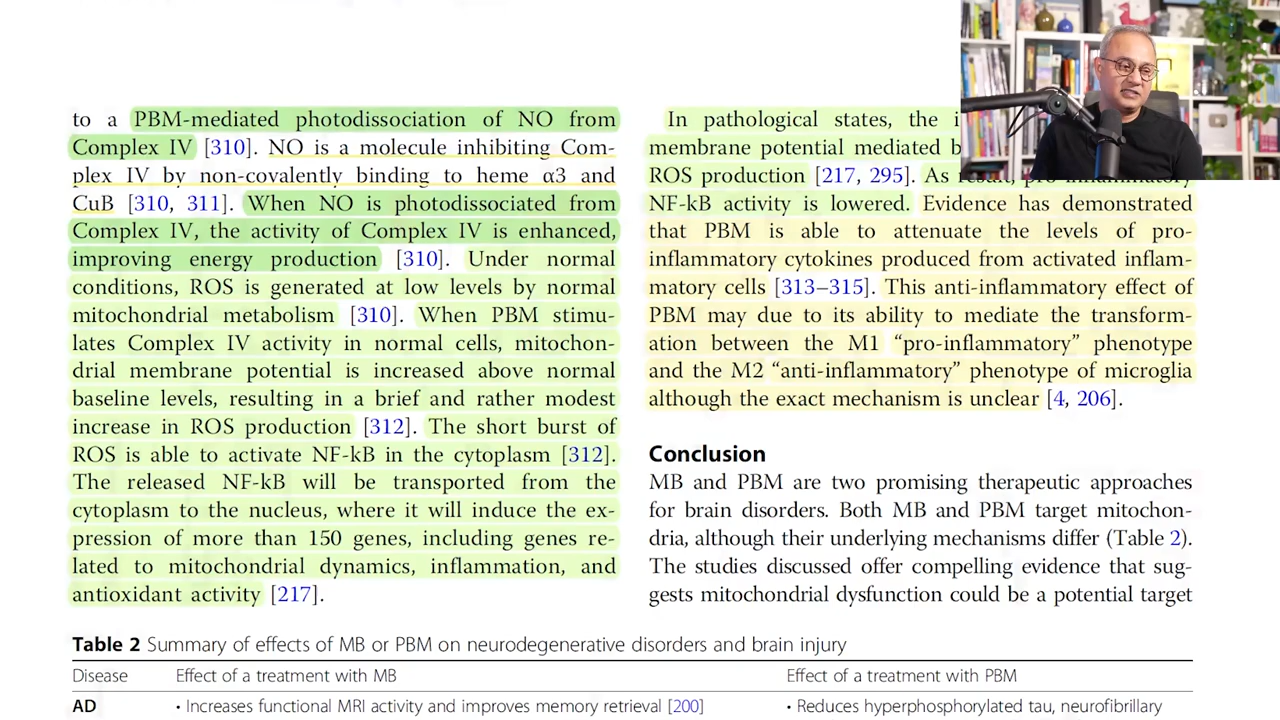 to a PBM-mediated photodissociation of NO from
Complex IV [310]. NO is a molecule inhibiting Com-
plex IV by non-covalently binding to heme α3 and
CuB [310, 311]. When NO is photodissociated from
Complex IV, the activity of Complex IV is enhanced,
improving energy production [310]. Under normal
conditions, ROS is generated at low levels by normal
mitochondrial metabolism [310]. When PBM stimu-
lates Complex IV activity in normal cells, mitochon-
drial membrane potential is increased above normal
baseline levels, resulting in a brief and rather modest
increase in ROS production [312]. The short burst of
ROS is able to activate NF-kB in the cytoplasm [312].
The released NF-kB will be transported from the
cytoplasm to the nucleus, where it will induce the ex-
pression of more than 150 genes, including genes re-
lated to mitochondrial dynamics, inflammation, and
antioxidant activity [217].
In pathological states, the
membrane potential mediated
ROS production [217, 295]. As
NF-kB activity is lowered. Evidence has demonstrated
that PBM is able to attenuate the levels of pro-
inflammatory cytokines produced from activated inflam-
matory cells [313–315]. This anti-inflammatory effect of
PBM may due to its ability to mediate the transform-
ation between the M1 “pro-inflammatory” phenotype
and the M2 “anti-inflammatory” phenotype of microglia
although the exact mechanism is unclear [4, 206].
Conclusion
MB and PBM are two promising therapeutic approaches
for brain disorders. Both MB and PBM target mitochon-
dria, although their underlying mechanisms differ (Table 2).
The studies discussed offer compelling evidence that sug-
gests mitochondrial dysfunction could be a potential target
Table 2 Summary of effects of MB or PBM on neurodegenerative disorders and brain injury
Disease Effect of a treatment with MB Effect of a treatment with PBM
AD • Increases functional MRI activity and improves memory retrieval [200] • Reduces hyperphosphorylated tau, neurofibrillary